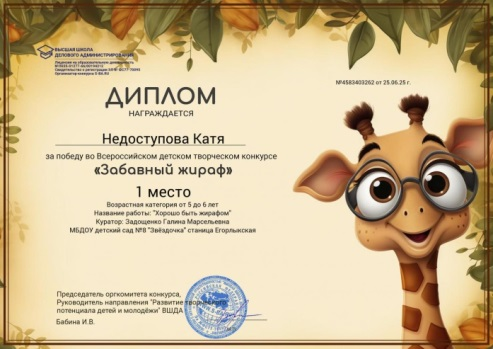 ВЫСШАЯ ШКОЛА
ДЕЛОВОГО АДМИНИСТРИРОВАНИЯ
№4583403262 от 25.06.25 г.
ДИПЛОМ
НАГРАЖДАЕТСЯ
Недоступова Катя
за победу во Всероссийском детском творческом конкурсе
«Забавный жираф»
1 место
Возрастная категория от 5 до 6 лет
Название работы: "Хорошо быть жирафом"
Куратор: Задощенко Галина Марсельевна
МБДОУ детский сад №8 "Звёздочка" станица Егорлыкская
Председатель оргкомитета конкурса,
Руководитель направления "Развитие творческого
потенциала детей и молодёжи" ВШДА
Бабина И.В.